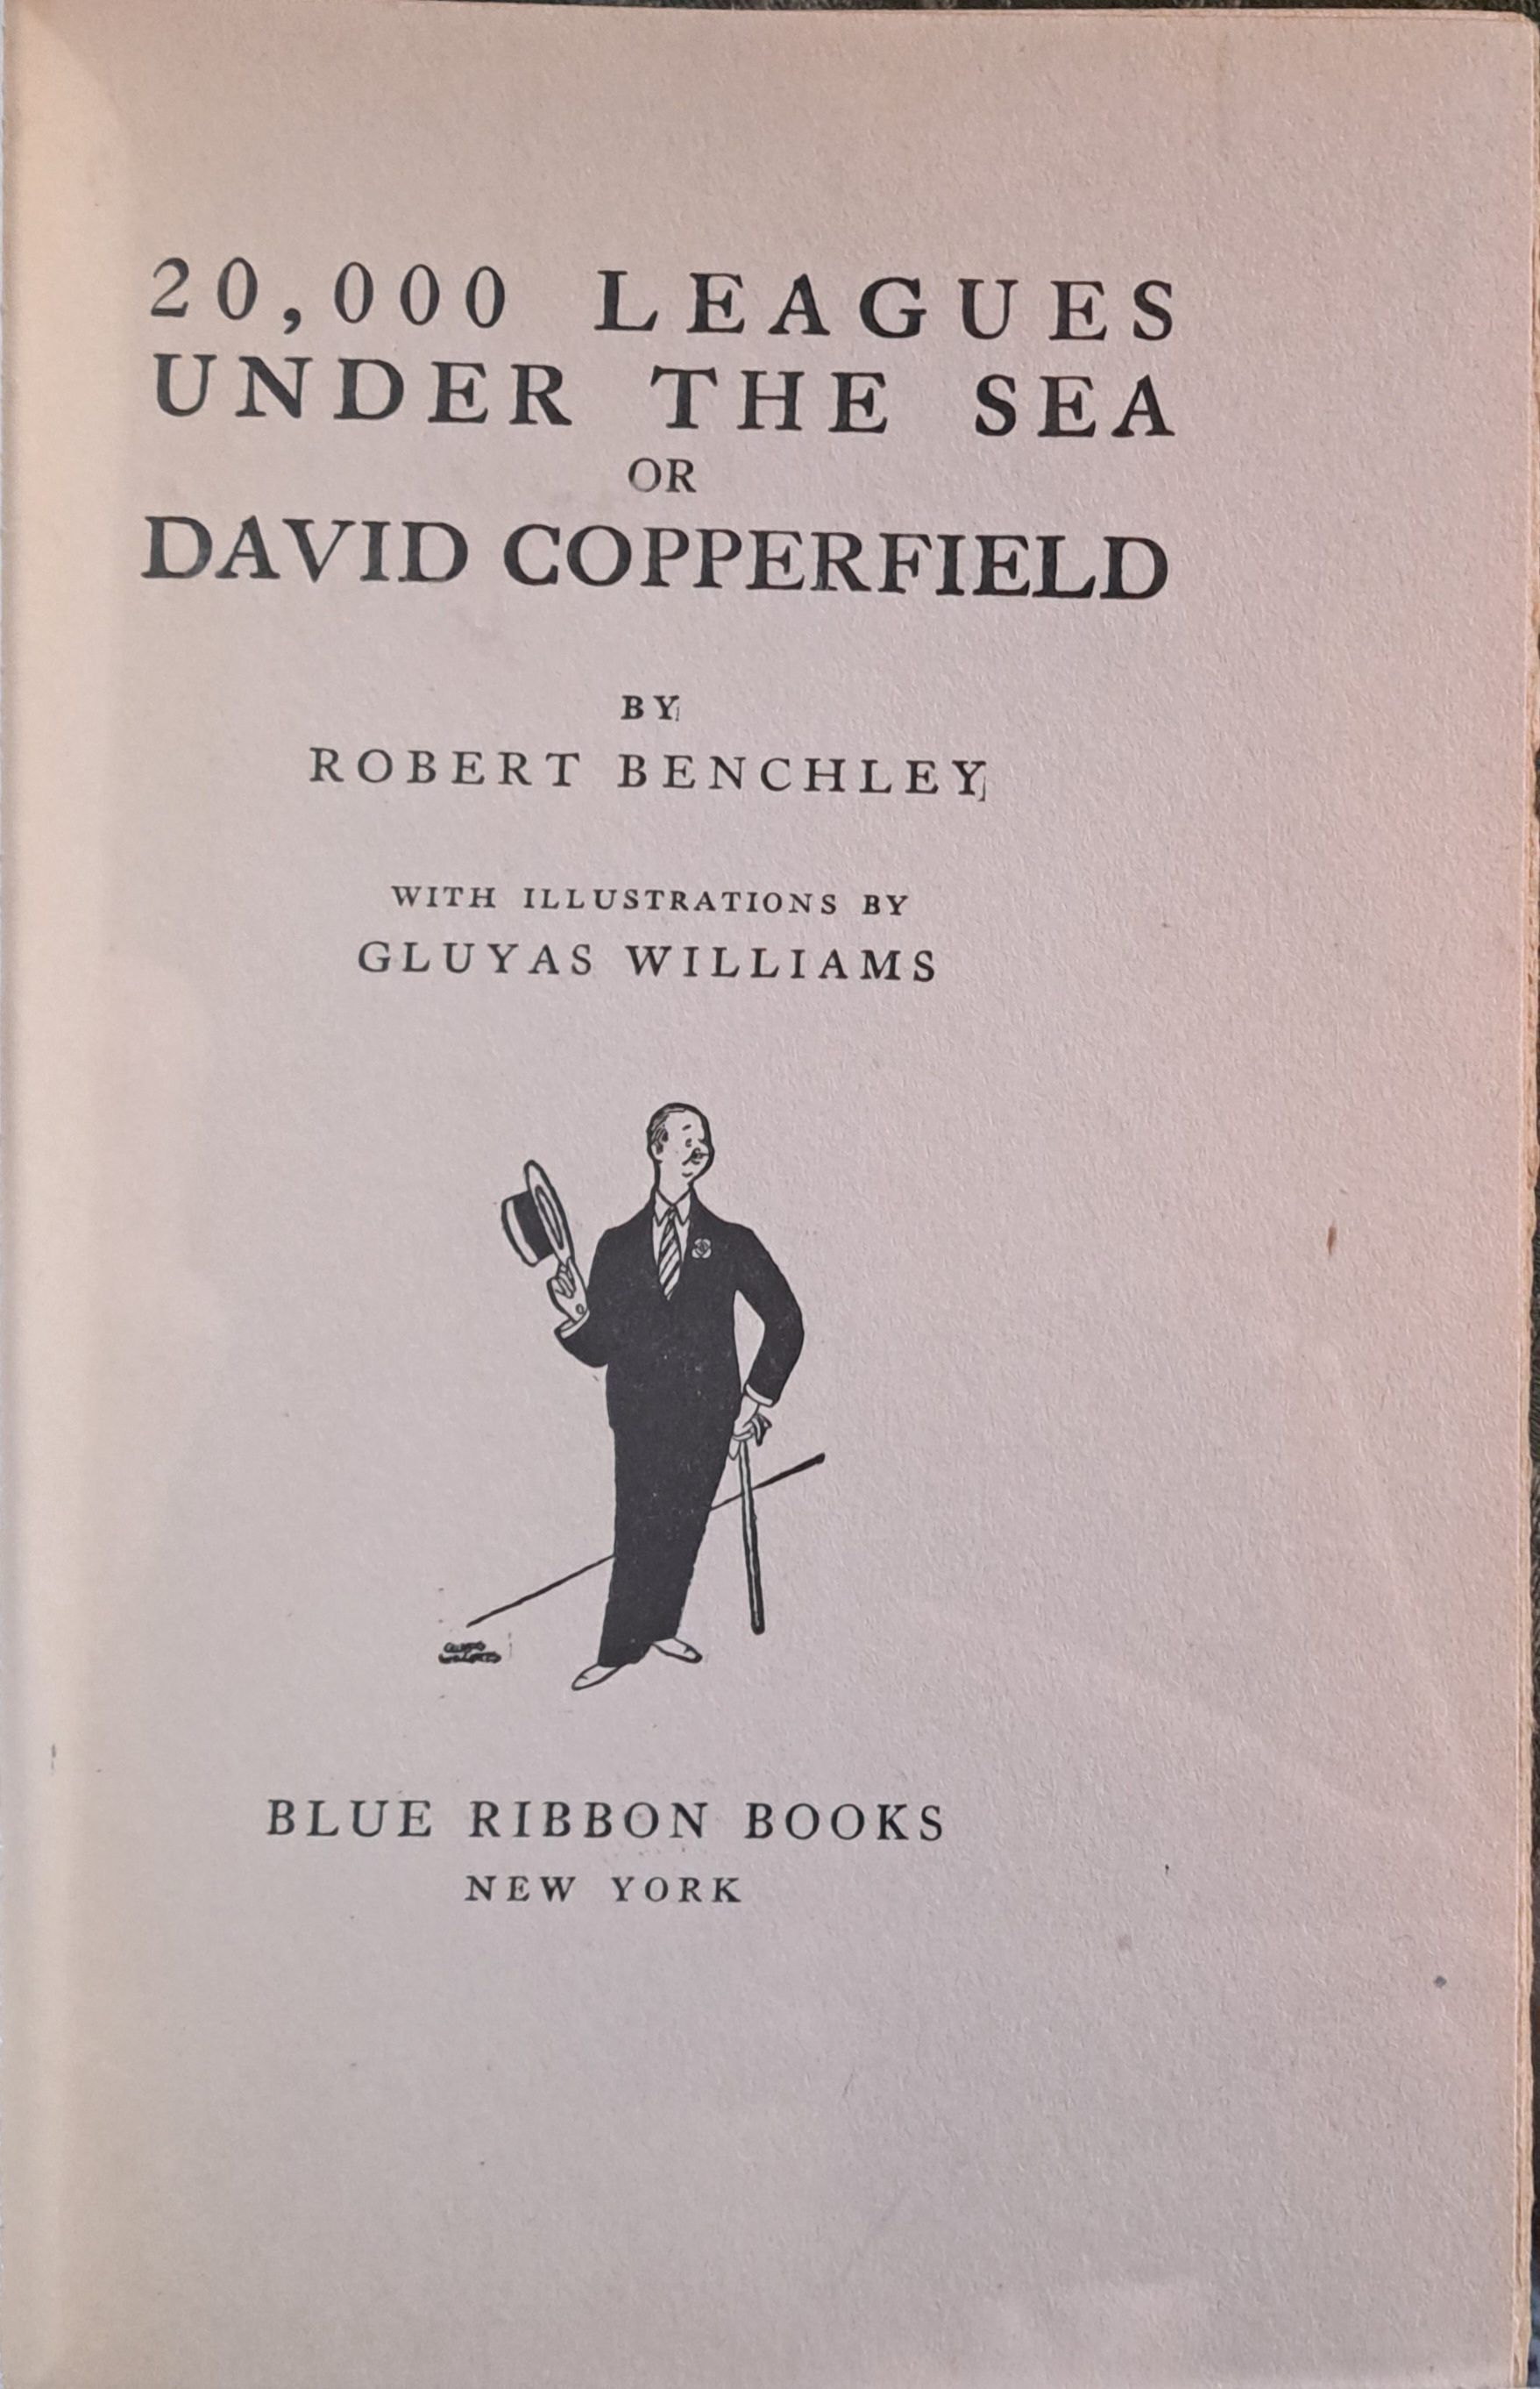 20,000 LEAGUES
UNDER THE SEA
OR
DAVID COPPERFIELD
BY
ROBERT BENCHLEY
WITH ILLUSTRATIONS BY
GLUYAS WILLIAMS
BLUE RIBBON BOOKS
NEW YORK